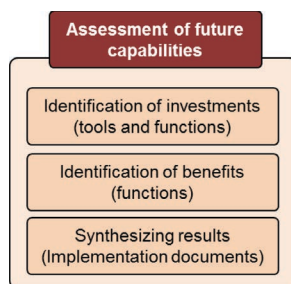 Assessment of future
capabilities
Identification of investments
(tools and functions)
Identification of benefits
(functions)
Synthesizing results
(Implementation documents)